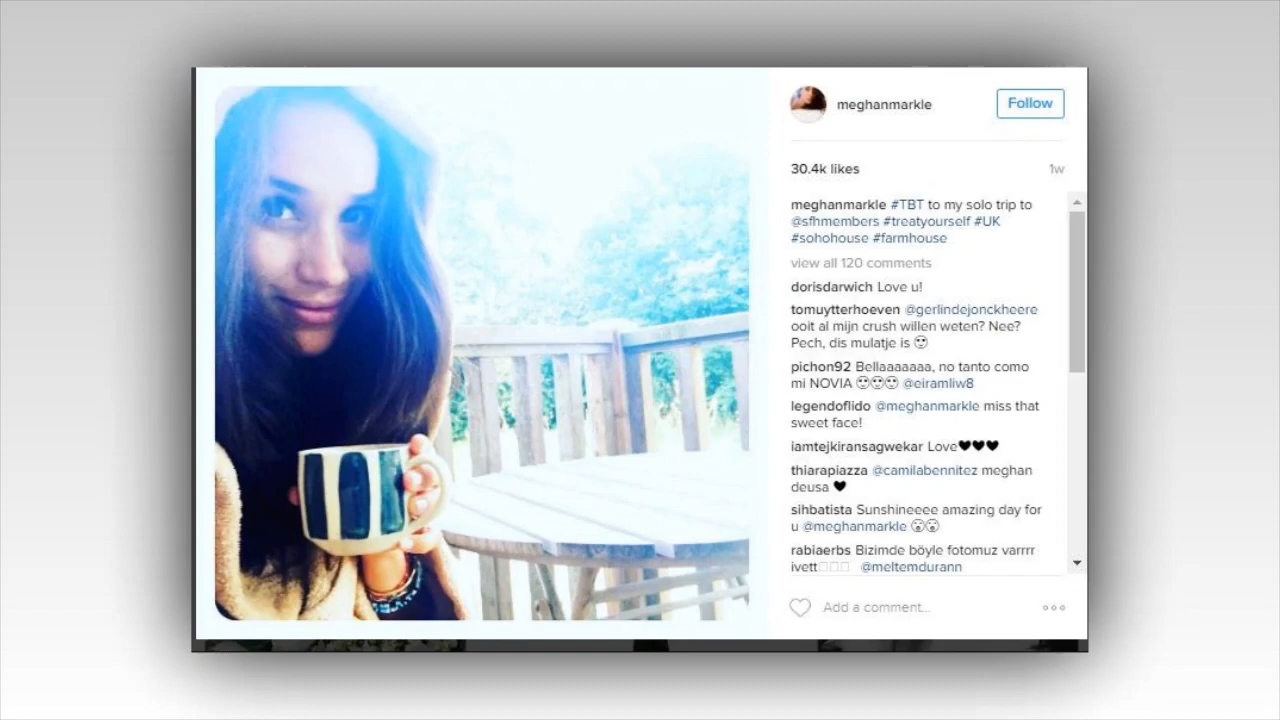 meghanmarkle
Follow
30.4k likes
1w
meghanmarkle #TBT to my solo trip to
@sfhmembers #treatyourself #UK
#sohohouse #farmhouse
view all 120 comments
dorisdarwich Love u!
tomuytterhoeven @gerlindejonckheere
ooit al mijn crush willen weten? Nee?
Pech, dis mulatje is 😍
pichon92 Bellaaaaaaa, no tanto como
mi NOVIA 😍😍😍 @eiramliw8
legendoflido @meghanmarkle miss that
sweet face!
iamtejkiransagwekar Love🖤🖤🖤
thiarapiazza @camilabennitez meghan
deusa 🖤
sihbatista Sunshineeee amazing day for
u @meghanmarkle 😘😘
rabiaerbs Bizimde böyle fotomuz varrrr
ivett▯▯▯ @meltemdurann
Add a comment...